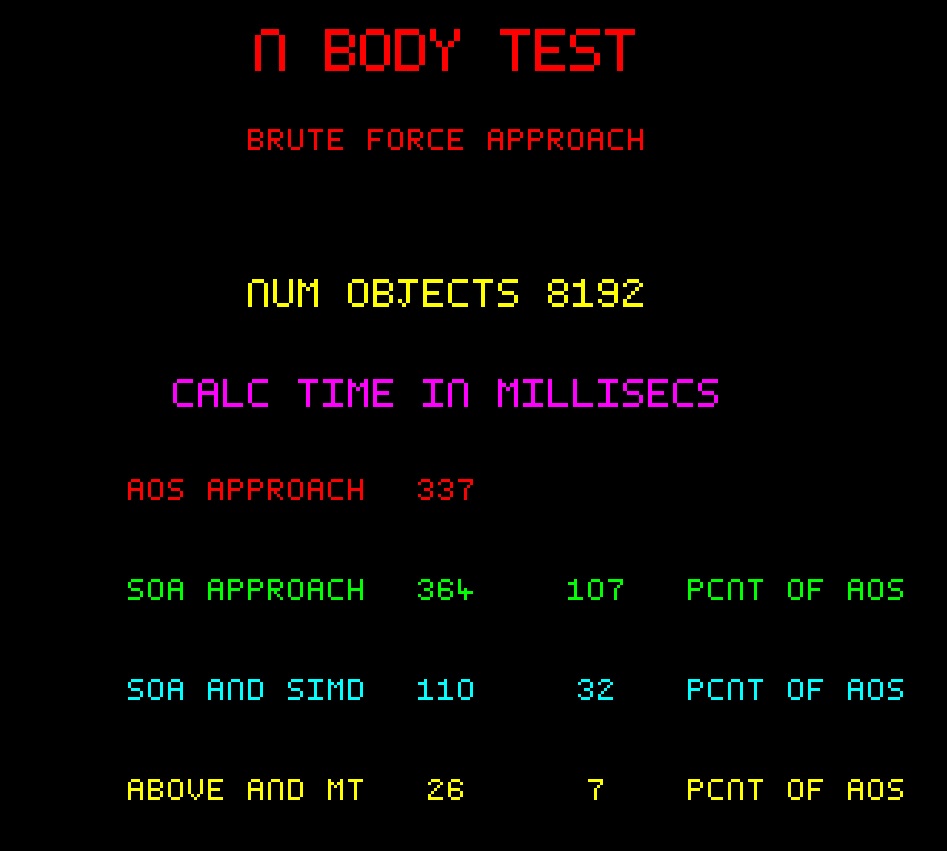 N BODY TEST
BRUTE FORCE APPROACH
NUM OBJECTS 8192
CALC TIME IN MILLISECS
AOS APPROACH 337
SOA APPROACH 364 107 PCNT OF AOS
SOA AND SIMD 110 32 PCNT OF AOS
ABOVE AND MT 26 7 PCNT OF AOS